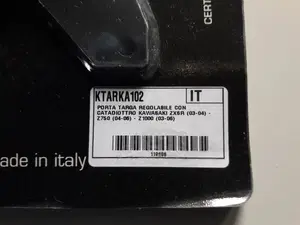 CERT
KTARKA102 IT
PORTA TARGA REGOLABILE CON
CATADIOTTRO KAWASAKI ZX6R (03-04) -
Z750 (04-06) - Z1000 (03-06)
ade in italy